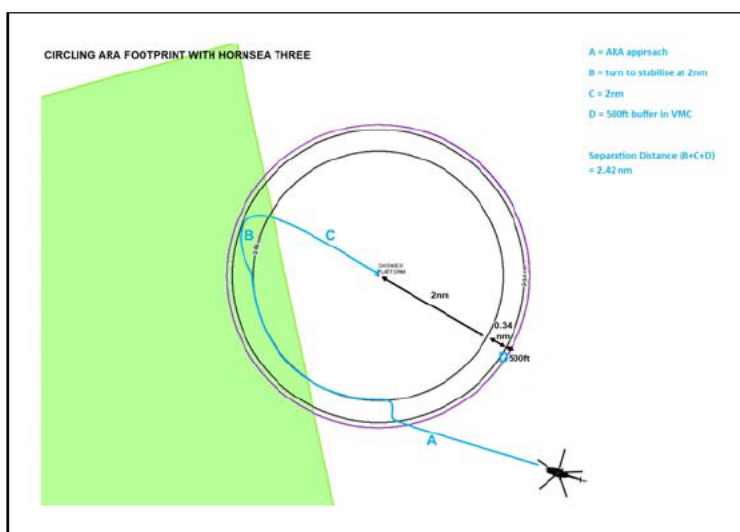 CIRCLING ARA FOOTPRINT WITH HORNSEA THREE
A = ARA approach
B = turn to stabilise at 2nm
C = 2nm
D = 500ft buffer in VMC
Separation Distance (B+C+D)
= 2.42 nm
B
C
PLATFORM
2nm
0.34
nm
D
500ft
A